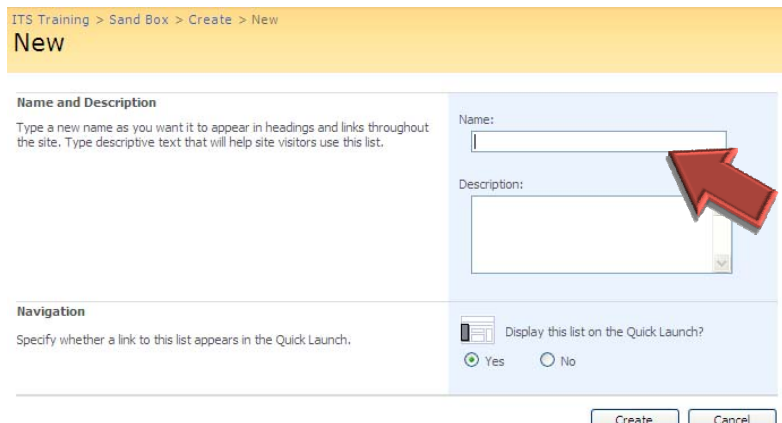 ITS Training > Sand Box > Create > New
New
Name and Description
Type a new name as you want it to appear in headings and links throughout
the site. Type descriptive text that will help site visitors use this list.
Name:
Description:
Navigation
Specify whether a link to this list appears in the Quick Launch.
Display this list on the Quick Launch?
Yes No
Create Cancel